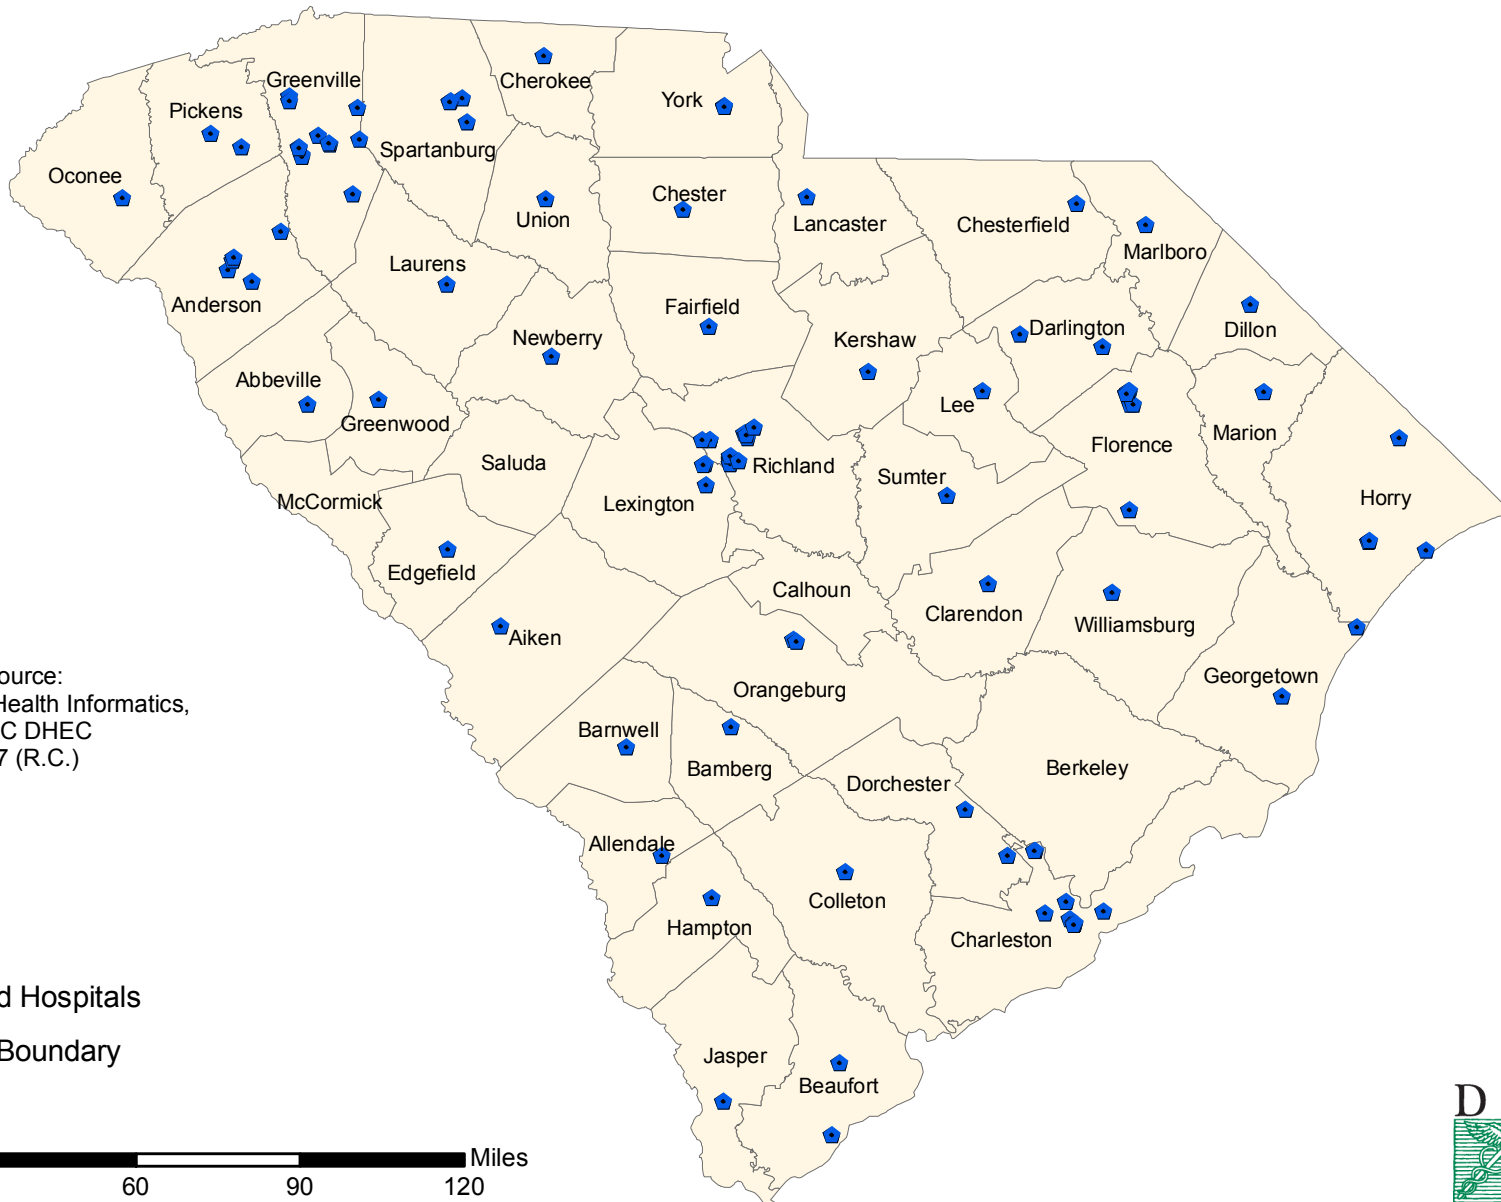 Greenville
Cherokee
York
Pickens
Spartanburg
Oconee
Chester
Union
Lancaster
Chesterfield
Marlboro
Laurens
Anderson
Fairfield
Newberry
Kershaw
Darlington
Dillon
Abbeville
Greenwood
Lee
Marion
Florence
Saluda
Richland
Sumter
McCormick
Lexington
Horry
Edgefield
Calhoun
Clarendon
Williamsburg
Aiken
Georgetown
Orangeburg
ource:
Health Informatics,
C DHEC
7 (R.C.)
Barnwell
Bamberg
Berkeley
Dorchester
Allendale
Colleton
Hampton
Charleston
d Hospitals
Boundary
Jasper
Beaufort
D
Miles
60 90 120